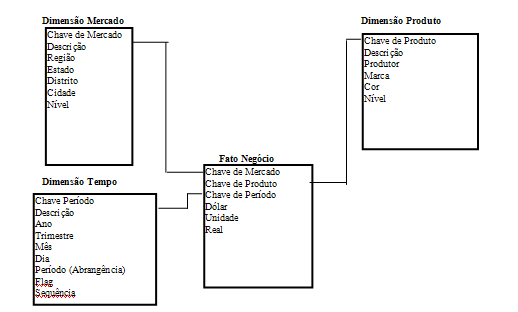 Dimensão Mercado
Chave de Mercado
Descrição
Região
Estado
Distrito
Cidade
Nível
Dimensão Produto
Chave de Produto
Descrição
Produtor
Marca
Cor
Nível
Fato Negócio
Chave de Mercado
Chave de Produto
Chave de Período
Dólar
Unidade
Real
Dimensão Tempo
Chave Período
Descrição
Ano
Trimestre
Mês
Dia
Período (Abrangência)
Flag
Sequência